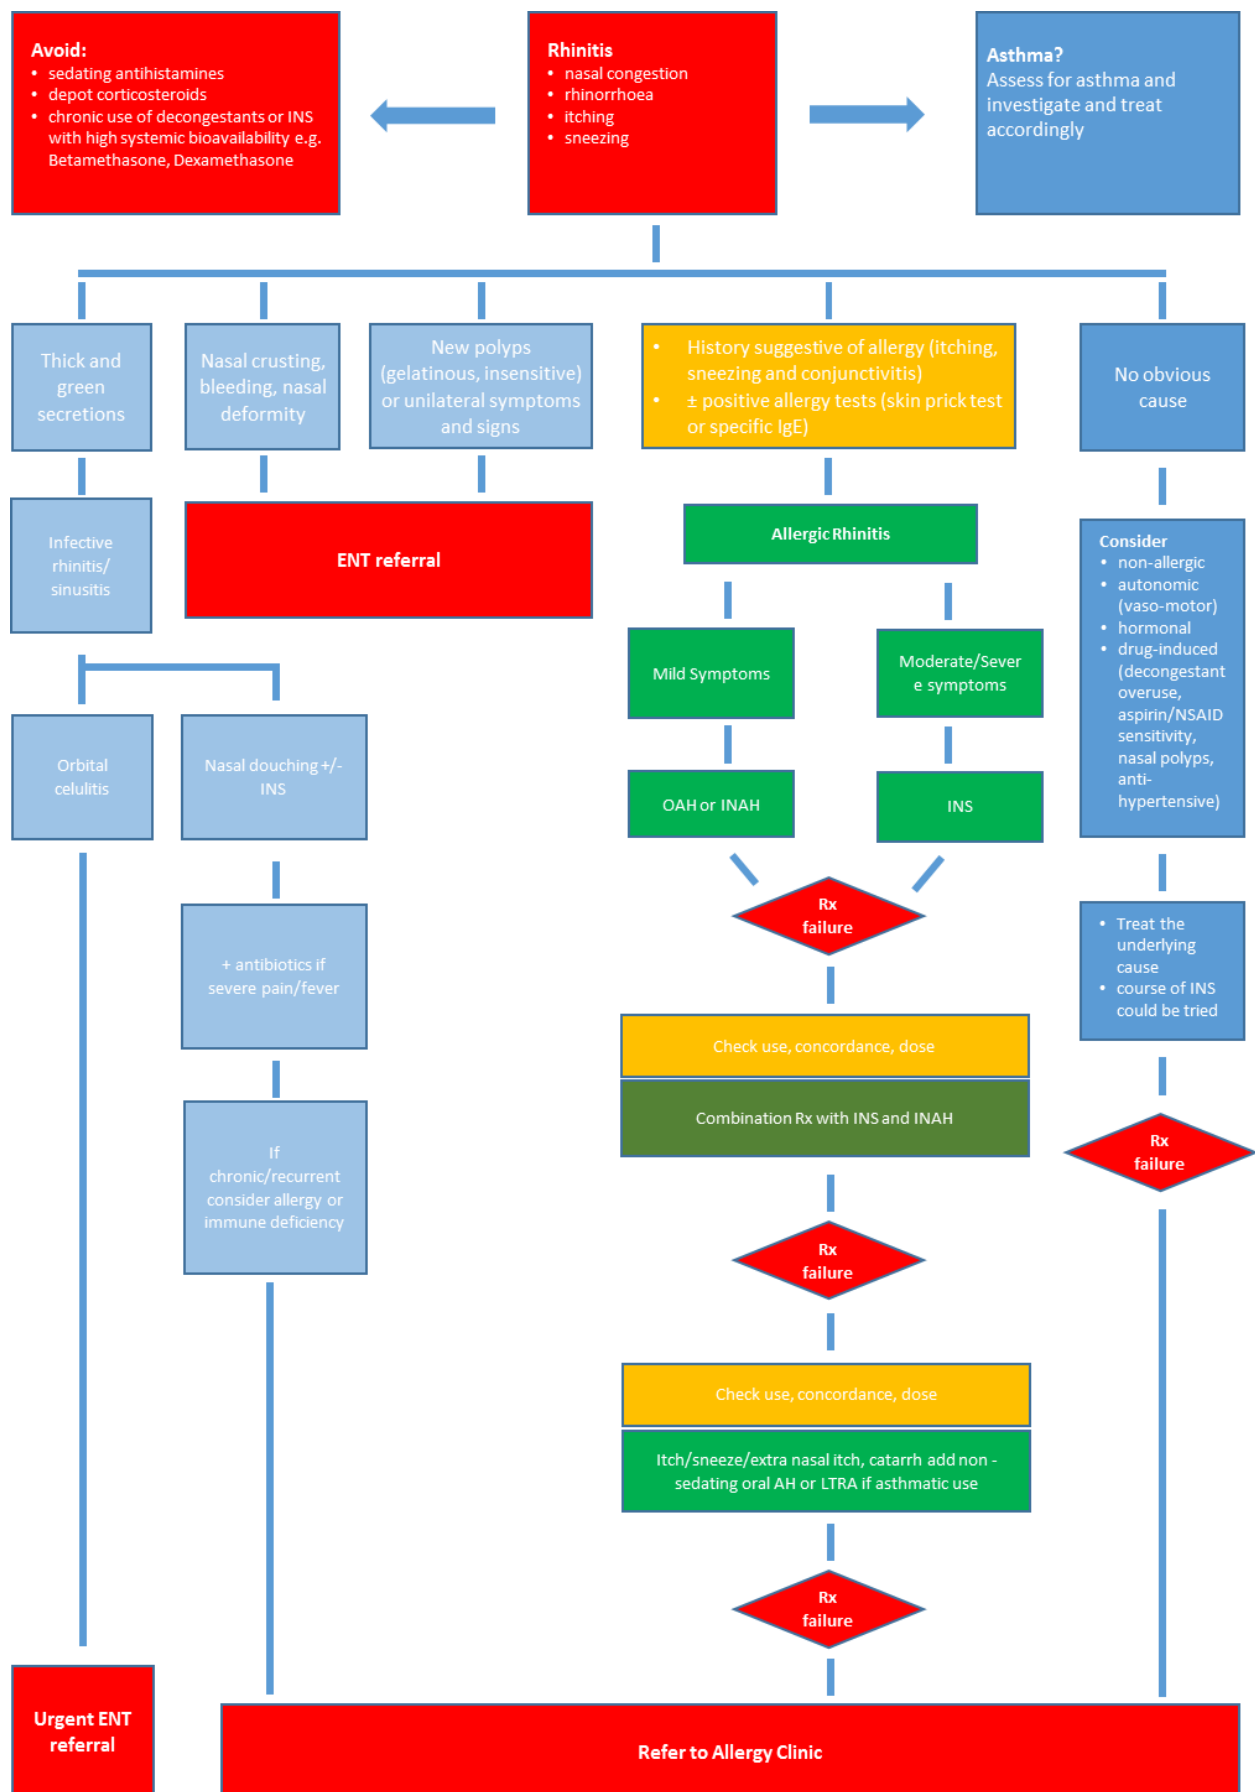 Avoid:
• sedating antihistamines
• depot corticosteroids
• chronic use of decongestants or INS
with high systemic bioavailability e.g.
Betamethasone, Dexamethasone
Rhinitis
• nasal congestion
• rhinorrhoea
• itching
• sneezing
Asthma?
Assess for asthma and
investigate and treat
accordingly
Thick and
green
secretions
Nasal crusting,
bleeding, nasal
deformity
New polyps
(gelatinous, insensitive)
or unilateral symptoms
and signs
• History suggestive of allergy (itching,
sneezing and conjunctivitis)
• ± positive allergy tests (skin prick test
or specific IgE)
No obvious
cause
Infective
rhinitis/
sinusitis
ENT referral
Allergic Rhinitis
Consider
• non-allergic
• autonomic
(vaso-motor)
• hormonal
• drug-induced
(decongestant
overuse,
aspirin/NSAID
sensitivity,
nasal polyps,
anti-
hypertensive)
Mild Symptoms
Moderate/Sever
e symptoms
Orbital
celulitis
Nasal douching +/-
INS
OAH or INAH
INS
Rx
failure
+ antibiotics if
severe pain/fever
• Treat the
underlying
cause
• course of INS
could be tried
Check use, concordance, dose
Combination Rx with INS and INAH
If
chronic/recurrent
consider allergy or
immune deficiency
Rx
failure
Rx
failure
Check use, concordance, dose
Itch/sneeze/extra nasal itch, catarrh add non -
sedating oral AH or LTRA if asthmatic use
Rx
failure
Urgent ENT
referral
Refer to Allergy Clinic